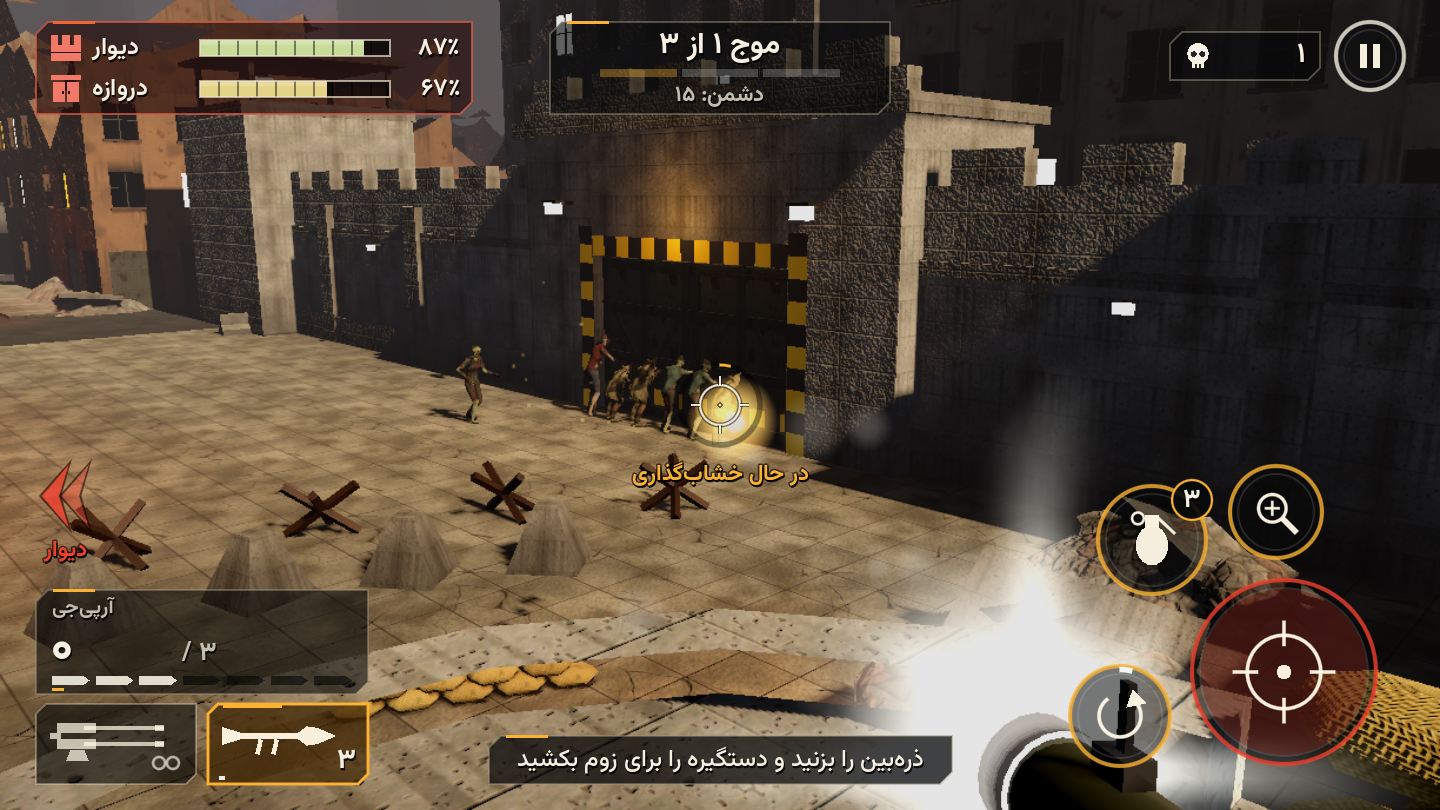 دیوار ۸۷٪
دروازه ۶۷٪
موج ۱ از ۳
دشمن: ۱۵
۱
در حال خشاب‌گذاری
دیوار
۳
آرپی‌جی
۰ / ۳
∞
۳
ذره‌بین را بزنید و دستگیره را برای زوم بکشید